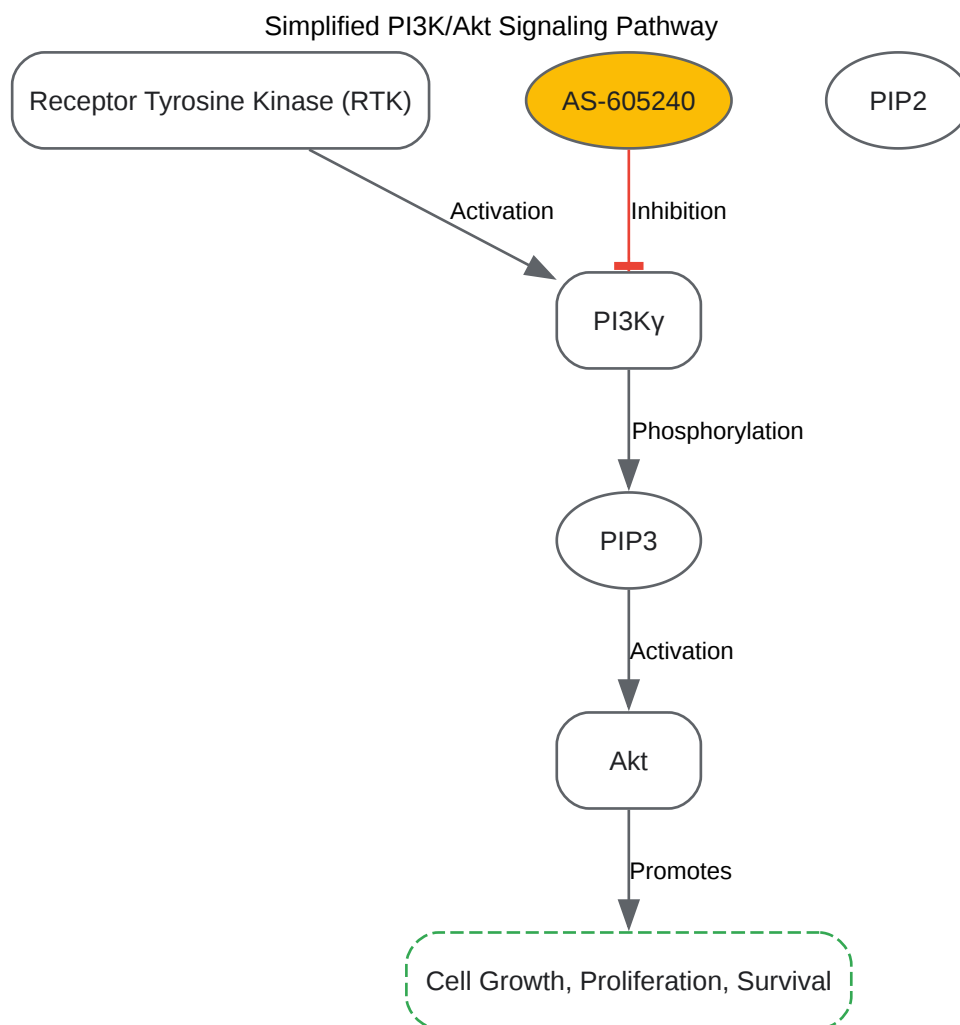 Simplified PI3K/Akt Signaling Pathway
Receptor Tyrosine Kinase (RTK)
AS-605240
PIP2
Activation
Inhibition
PI3Kγ
Phosphorylation
PIP3
Activation
Akt
Promotes
Cell Growth, Proliferation, Survival